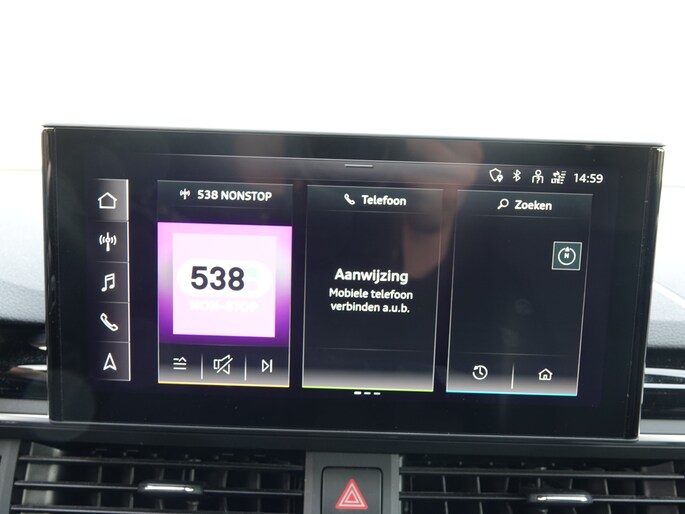 14:59
538 NONSTOP
538
NON-STOP
Telefoon
Aanwijzing
Mobiele telefoon
verbinden a.u.b.
Zoeken
N